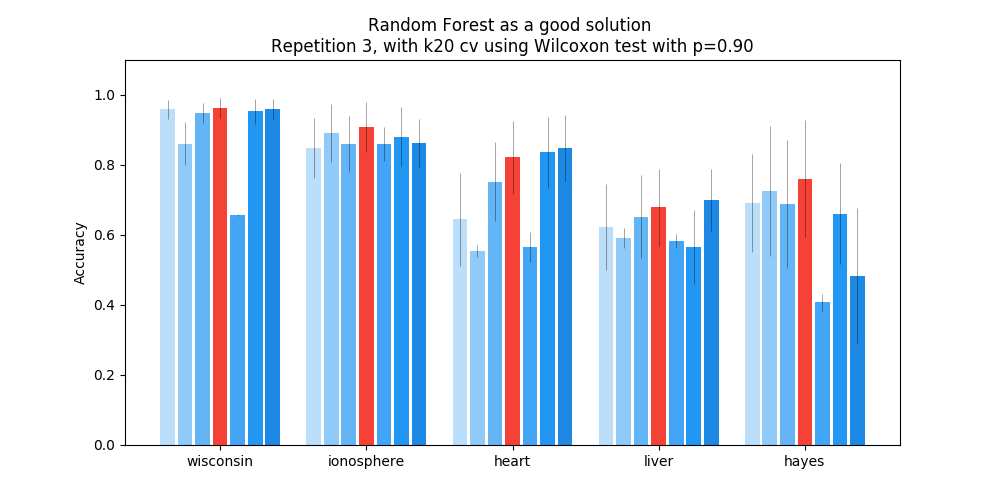 Random Forest as a good solution
Repetition 3, with k20 cv using Wilcoxon test with p=0.90
1.0
0.8
0.6
0.4
0.2
0.0
Accuracy
wisconsin
ionosphere
heart
liver
hayes